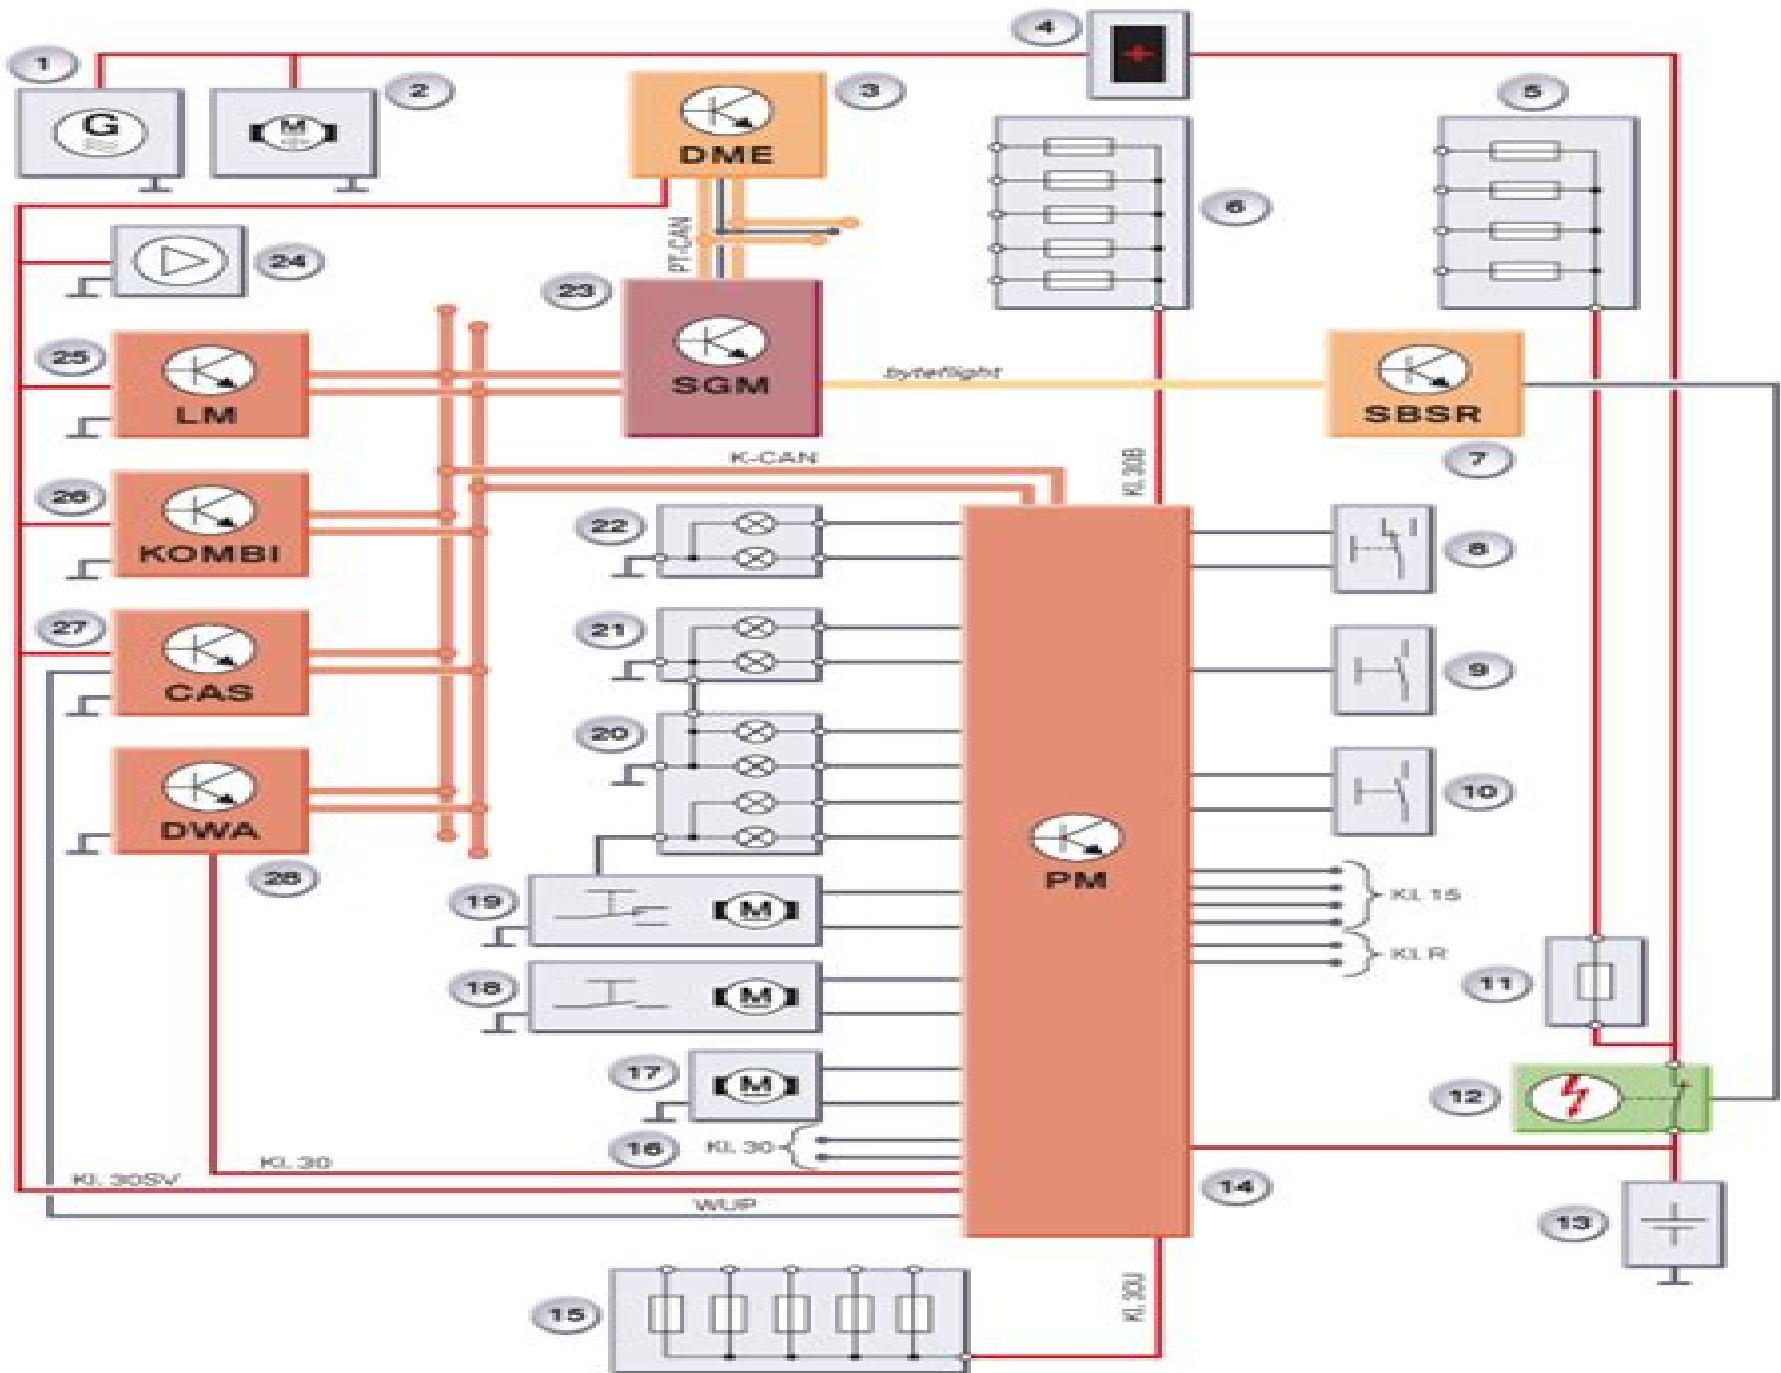 1
G
2
M
3
DME
4
+
5
6
PT-CAN
24
23
SGM
25
LM
byteflight
SBSR
7
K-CAN
Kl. 30B
26
KOMBI
22
8
27
CAS
21
9
20
10
DWA
28
PM
19
M
Kl. 15
Kl. R
18
M
11
17
M
12
16
Kl. 30
Kl. 30
Kl. 30SV
WUP
14
13
15
Kl. 30U